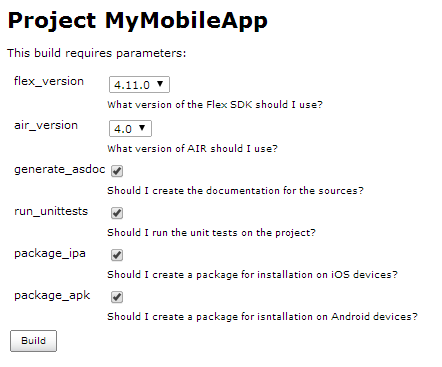 Project MyMobileApp
This build requires parameters:
flex_version 4.11.0
What version of the Flex SDK should I use?
air_version 4.0
What version of AIR should I use?
generate_asdoc
Should I create the documentation for the sources?
run_unittests
Should I run the unit tests on the project?
package_ipa
Should I create a package for installation on iOS devices?
package_apk
Should I create a package for isntallation on Android devices?
Build